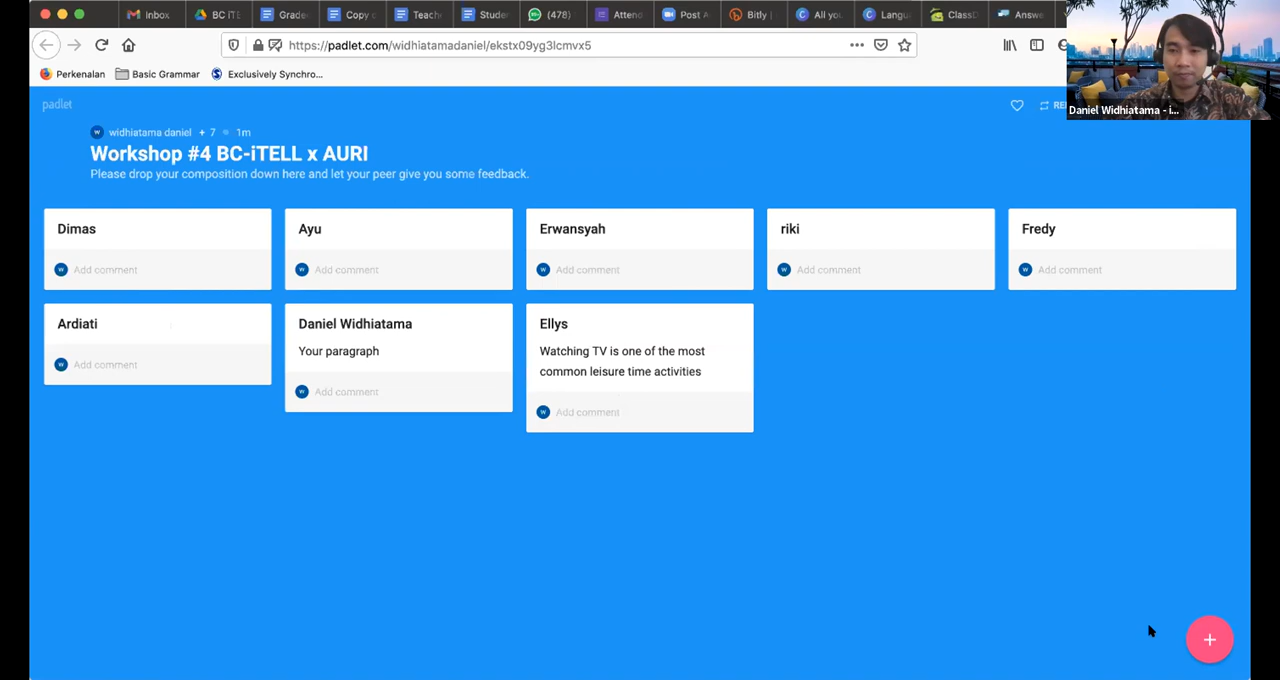 Inbox
BC iTE
Grade
Copy o
Teach
Stude
(478)
Attend
Post A
Bitly |
All you
Langu
ClassD
Answe
https://padlet.com/widhiatamadaniel/ekstx09yg3lcmvx5
Perkenalan
Basic Grammar
Exclusively Synchro...
Daniel Widhiatama - i...
padlet
RE
widhiatama daniel + 7 1m
Workshop #4 BC-iTELL x AURI
Please drop your composition down here and let your peer give you some feedback.
Dimas
Add comment
Ayu
Add comment
Erwansyah
Add comment
riki
Add comment
Fredy
Add comment
Ardiati
Add comment
Daniel Widhiatama
Your paragraph
Add comment
Ellys
Watching TV is one of the most
common leisure time activities
Add comment